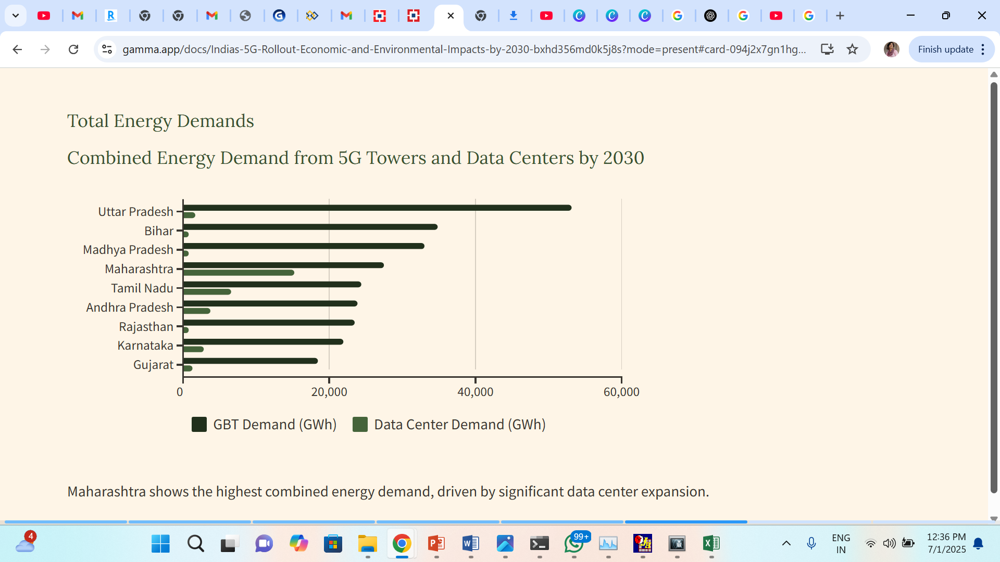 gamma.app/docs/Indias-5G-Rollout-Economic-and-Environmental-Impacts-by-2030-bxhd356md0k5j8s?mode=present#card-094j2x7gn1hg...
Finish update
Total Energy Demands
Combined Energy Demand from 5G Towers and Data Centers by 2030
Uttar Pradesh
Bihar
Madhya Pradesh
Maharashtra
Tamil Nadu
Andhra Pradesh
Rajasthan
Karnataka
Gujarat
0 20,000 40,000 60,000
GBT Demand (GWh) Data Center Demand (GWh)
Maharashtra shows the highest combined energy demand, driven by significant data center expansion.
4
99+
ENG
IN
12:36 PM
7/1/2025